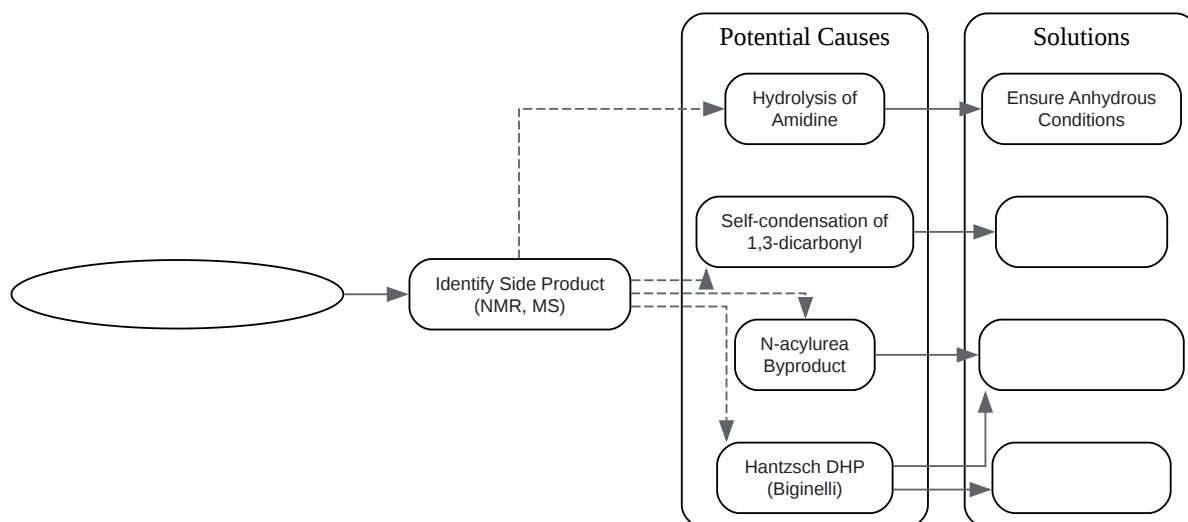 Potential Causes
Solutions
Hydrolysis of
Amidine
Ensure Anhydrous
Conditions
Self-condensation of
1,3-dicarbonyl
Identify Side Product
(NMR, MS)
N-acylurea
Byproduct
Hantzsch DHP
(Biginelli)